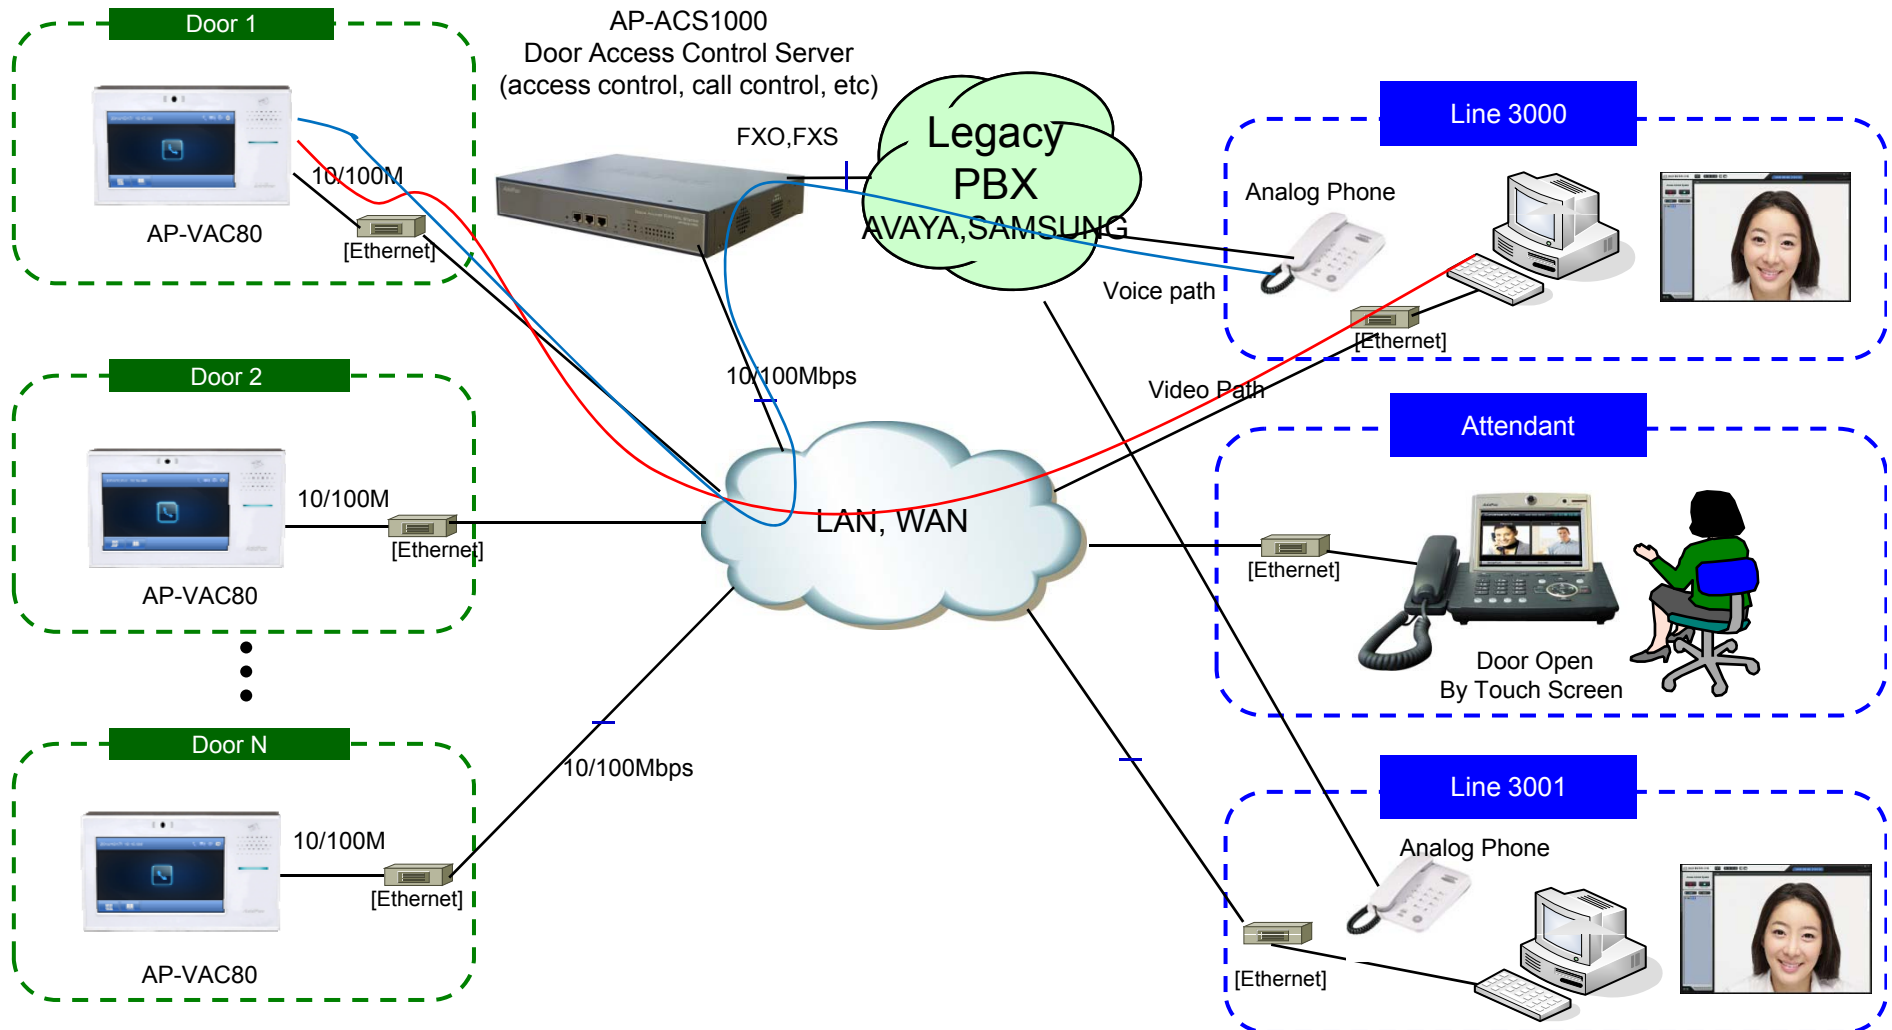 Door 1
AP-ACS1000
Door Access Control Server
(access control, call control, etc)
FXO,FXS
Legacy
PBX
AVAYA,SAMSUNG
Line 3000
10/100M
AP-VAC80
[Ethernet]
Analog Phone
Voice path
[Ethernet]
Door 2
10/100Mbps
Video Path
Attendant
10/100M
[Ethernet]
AP-VAC80
LAN, WAN
[Ethernet]
Door Open
By Touch Screen
Door N
10/100Mbps
Line 3001
10/100M
[Ethernet]
AP-VAC80
Analog Phone
[Ethernet]